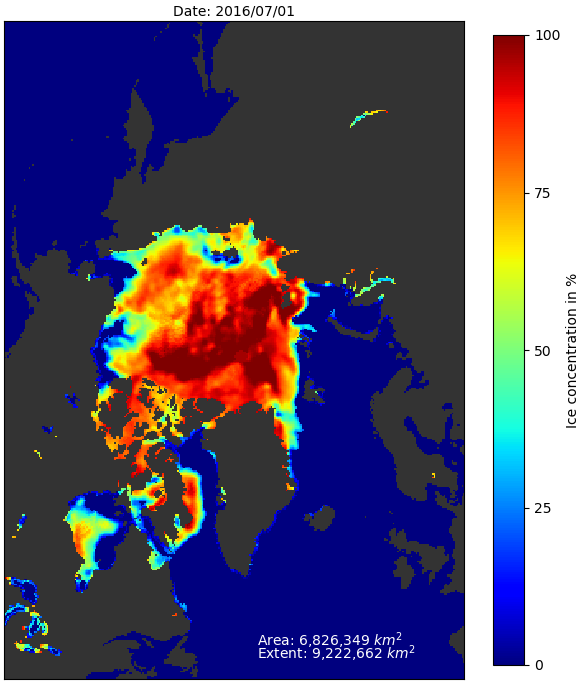 Date: 2016/07/01
100
75
50
25
0
Ice concentration in %
Area: 6,826,349 km²
Extent: 9,222,662 km²